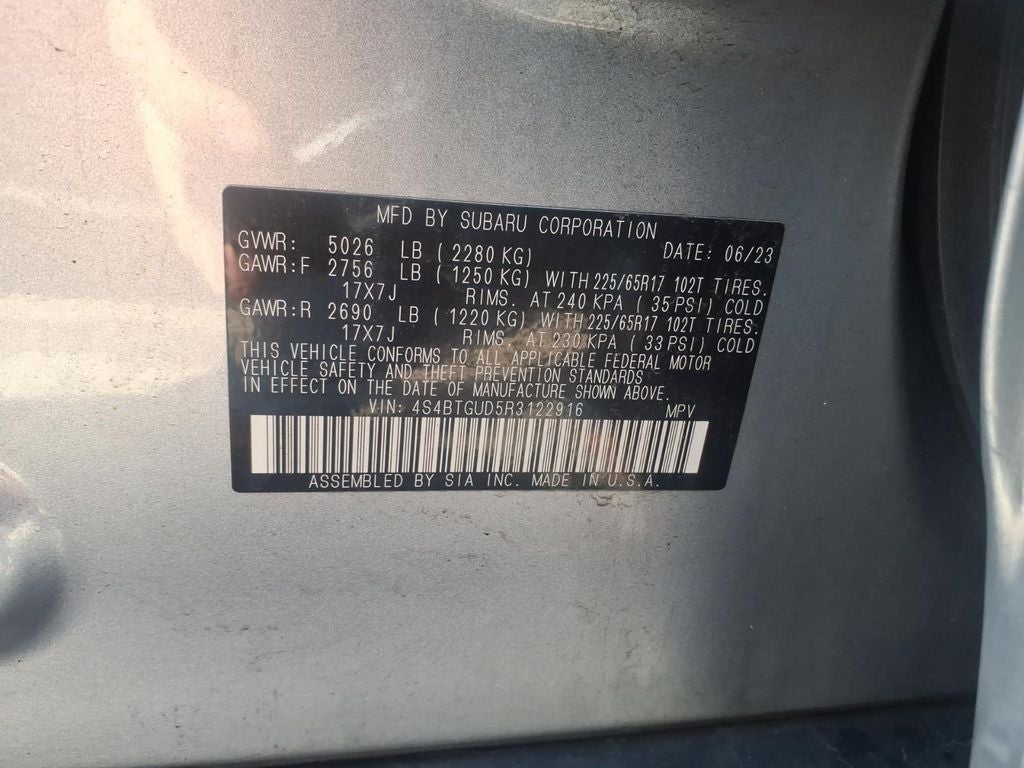 MFD BY SUBARU CORPORATION
GVWR: 5026 LB ( 2280 KG) DATE: 06/23
GAWR:F 2756 LB ( 1250 KG) WITH 225/65R17 102T TIRES.
17X7J RIMS. AT 240 KPA ( 35 PSI) COLD
GAWR:R 2690 LB ( 1220 KG) WITH 225/65R17 102T TIRES.
17X7J RIMS. AT 230 KPA ( 33 PSI) COLD
THIS VEHICLE CONFORMS TO ALL APPLICABLE FEDERAL MOTOR
VEHICLE SAFETY AND THEFT PREVENTION STANDARDS
IN EFFECT ON THE DATE OF MANUFACTURE SHOWN ABOVE.
VIN: 4S4BTGUD5R3122916 MPV
ASSEMBLED BY SIA INC. MADE IN U.S.A.